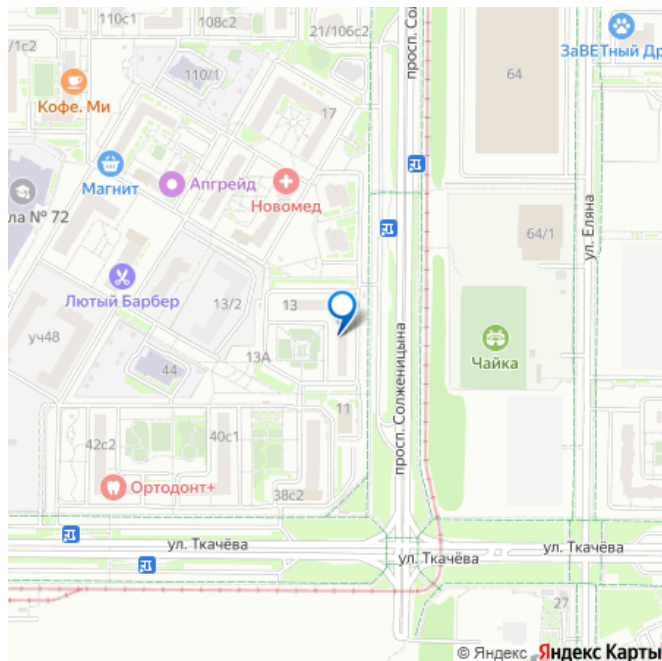 110с1
108с2
21/106с2
/1с2
просп. Солженицына
ЗаВЕТный Др
110/1
64
Кофе. Ми
17
Магнит
Апгрейд
Новомед
ла № 72
64/1
ул. Еляна
Лютый Барбер
13/2
13
уч48
13А
44
Чайка
просп. Солженицына
11
42с2
40с1
Ортодонт+
38с2
ул. Ткачёва
ул. Ткачёва
ул. Ткачёва
27
© Яндекс Яндекс Карты